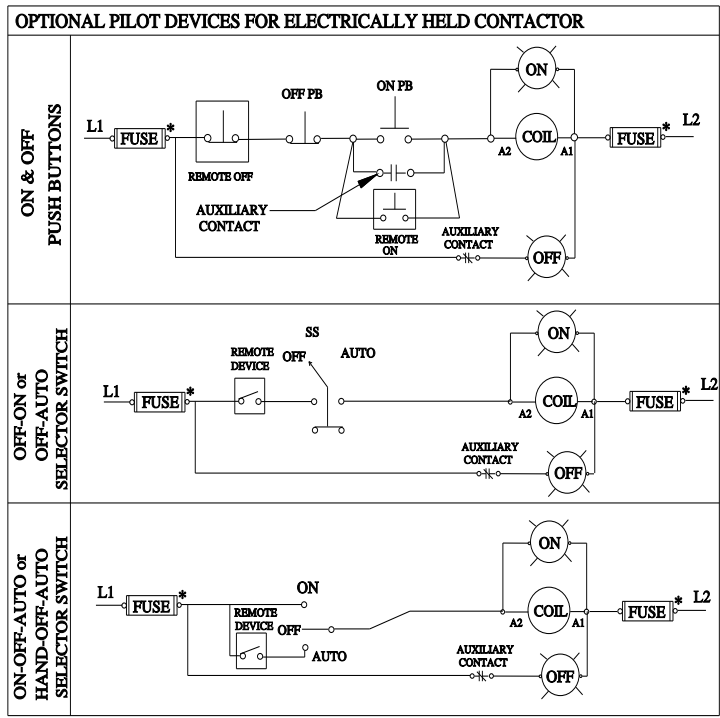 OPTIONAL PILOT DEVICES FOR ELECTRICALLY HELD CONTACTOR
ON & OFF
PUSH BUTTONS
L1
FUSE
*
REMOTE OFF
OFF PB
ON PB
AUXILIARY
CONTACT
REMOTE
ON
AUXILIARY
CONTACT
ON
COIL
A2
A1
OFF
FUSE
*
L2
OFF-ON or
OFF-AUTO
SELECTOR SWITCH
L1
FUSE
*
REMOTE
DEVICE
SS
OFF
AUTO
AUXILIARY
CONTACT
ON
COIL
A2
A1
OFF
FUSE
*
L2
ON-OFF-AUTO or
HAND-OFF-AUTO
SELECTOR SWITCH
L1
FUSE
*
ON
REMOTE
DEVICE
OFF
AUTO
AUXILIARY
CONTACT
ON
COIL
A2
A1
OFF
FUSE
*
L2